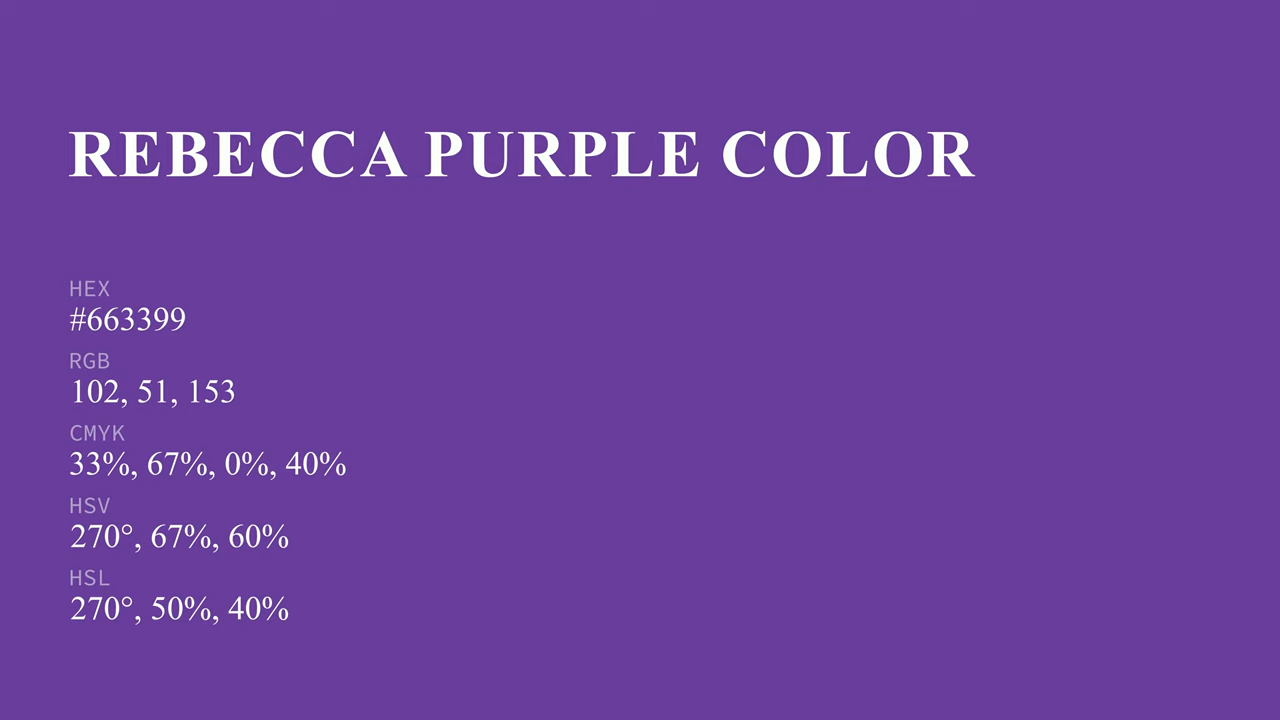 REBECCA PURPLE COLOR
HEX
#663399
RGB
102, 51, 153
CMYK
33%, 67%, 0%, 40%
HSV
270°, 67%, 60%
HSL
270°, 50%, 40%